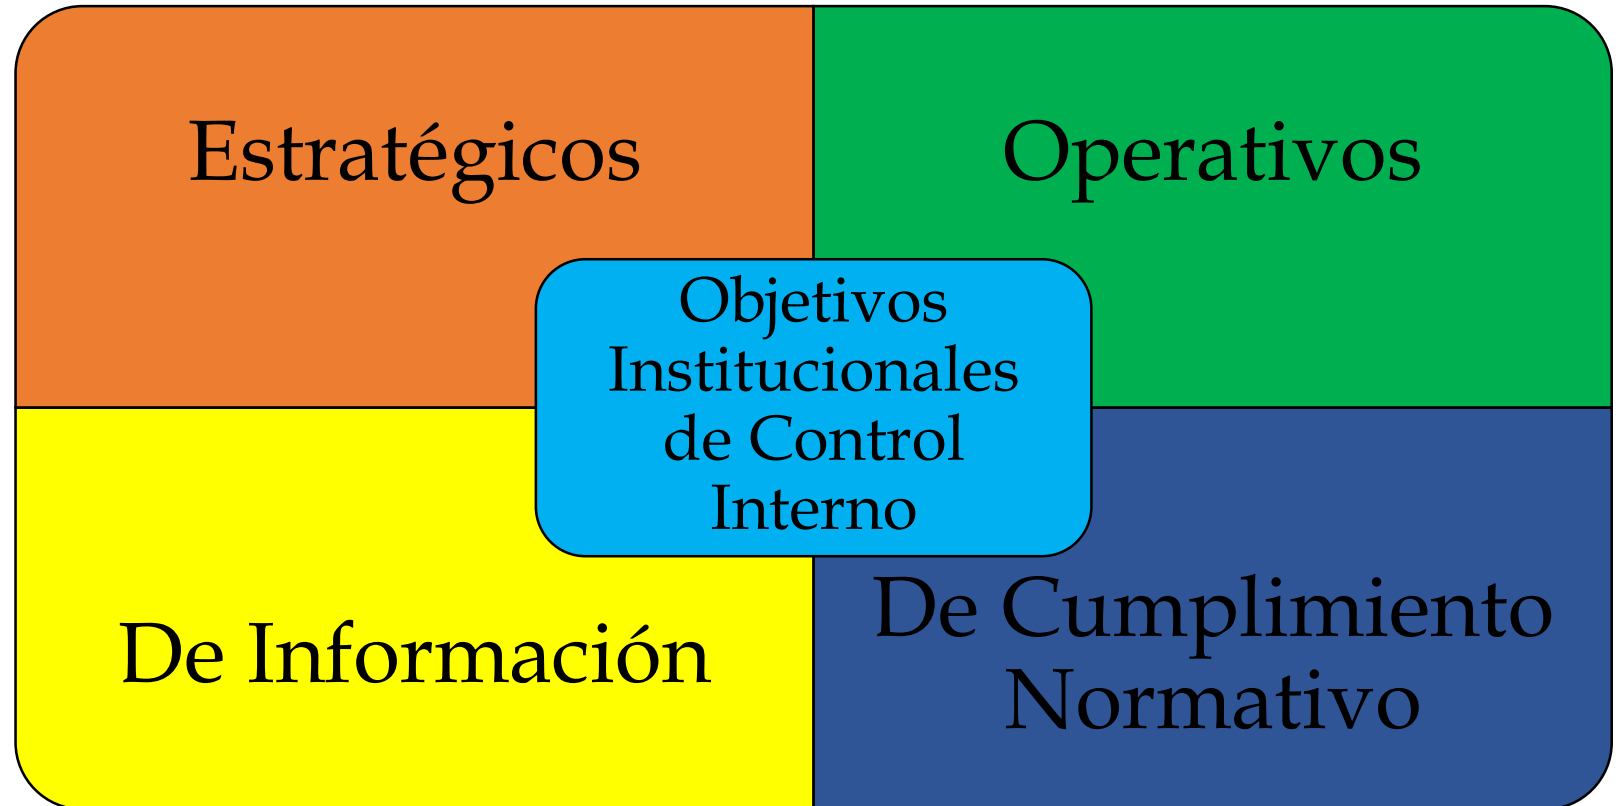 Estratégicos
Operativos
Objetivos
Institucionales
de Control
Interno
De Información
De Cumplimiento
Normativo